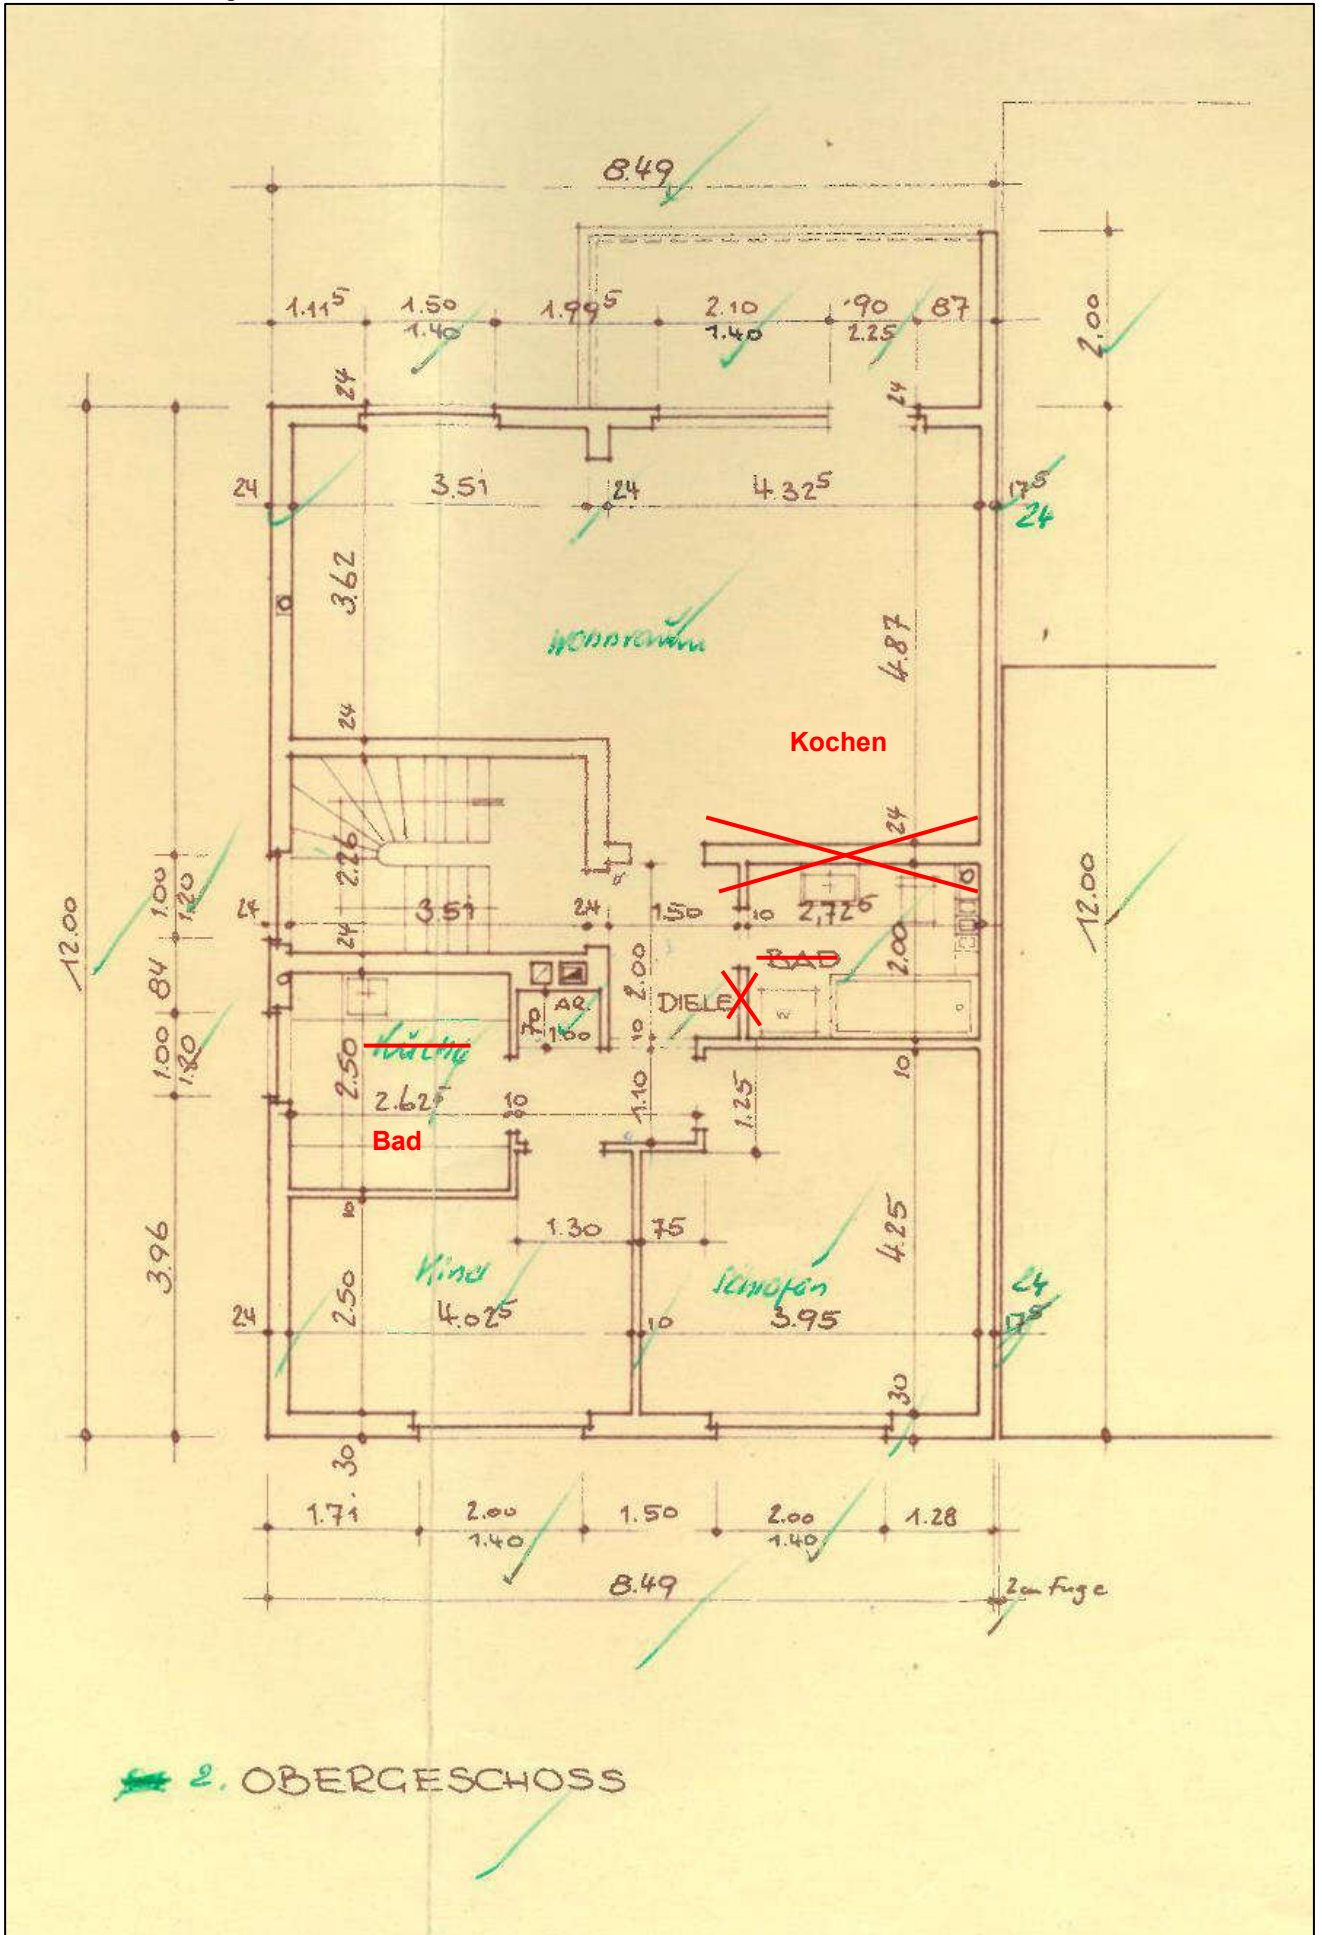 8.49
1.11⁵ 1.50 1.99⁵ 2.10 .90 87
1.40 1.40 2.25
2.00
24 24
24 3.51 24 4.32⁵ 17⁵
24
3.62
Wohnraum
4.87
Kochen
24 24
12.00
1.00
1.20
2.26
24 3.51 24 1.50 10 2,72⁵
12.00
24
BAD
2.00
2.00
84
DIELE
AR
70
1.00
Küche
1.00
1.80
2.50
10
10
2.62⁵ 10
1.10
1.25
Bad
10
1.30 75
4.25
3.96
Kind Schlafen
2.50
24
24 4.02⁵ 10 3.95 17⁵
30
30
1.71 2.00 1.50 2.00 1.28
1.40 1.40
8.49
2cm Fuge
2. OBERGESCHOSS